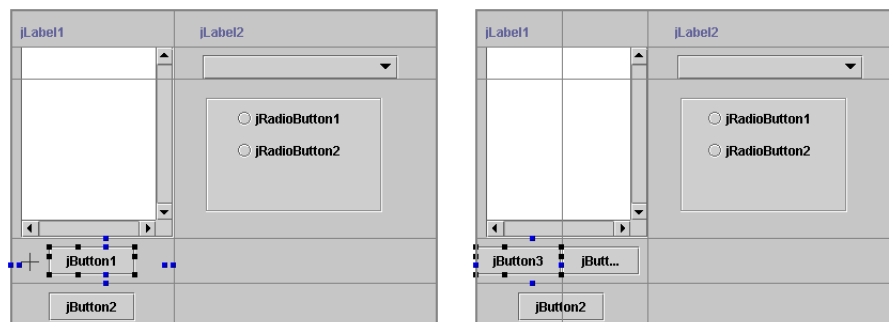 jLabel1 jLabel2
jRadioButton1
jRadioButton2
jButton1
jButton2
jLabel1 jLabel2
jRadioButton1
jRadioButton2
jButton3 jButt...
jButton2